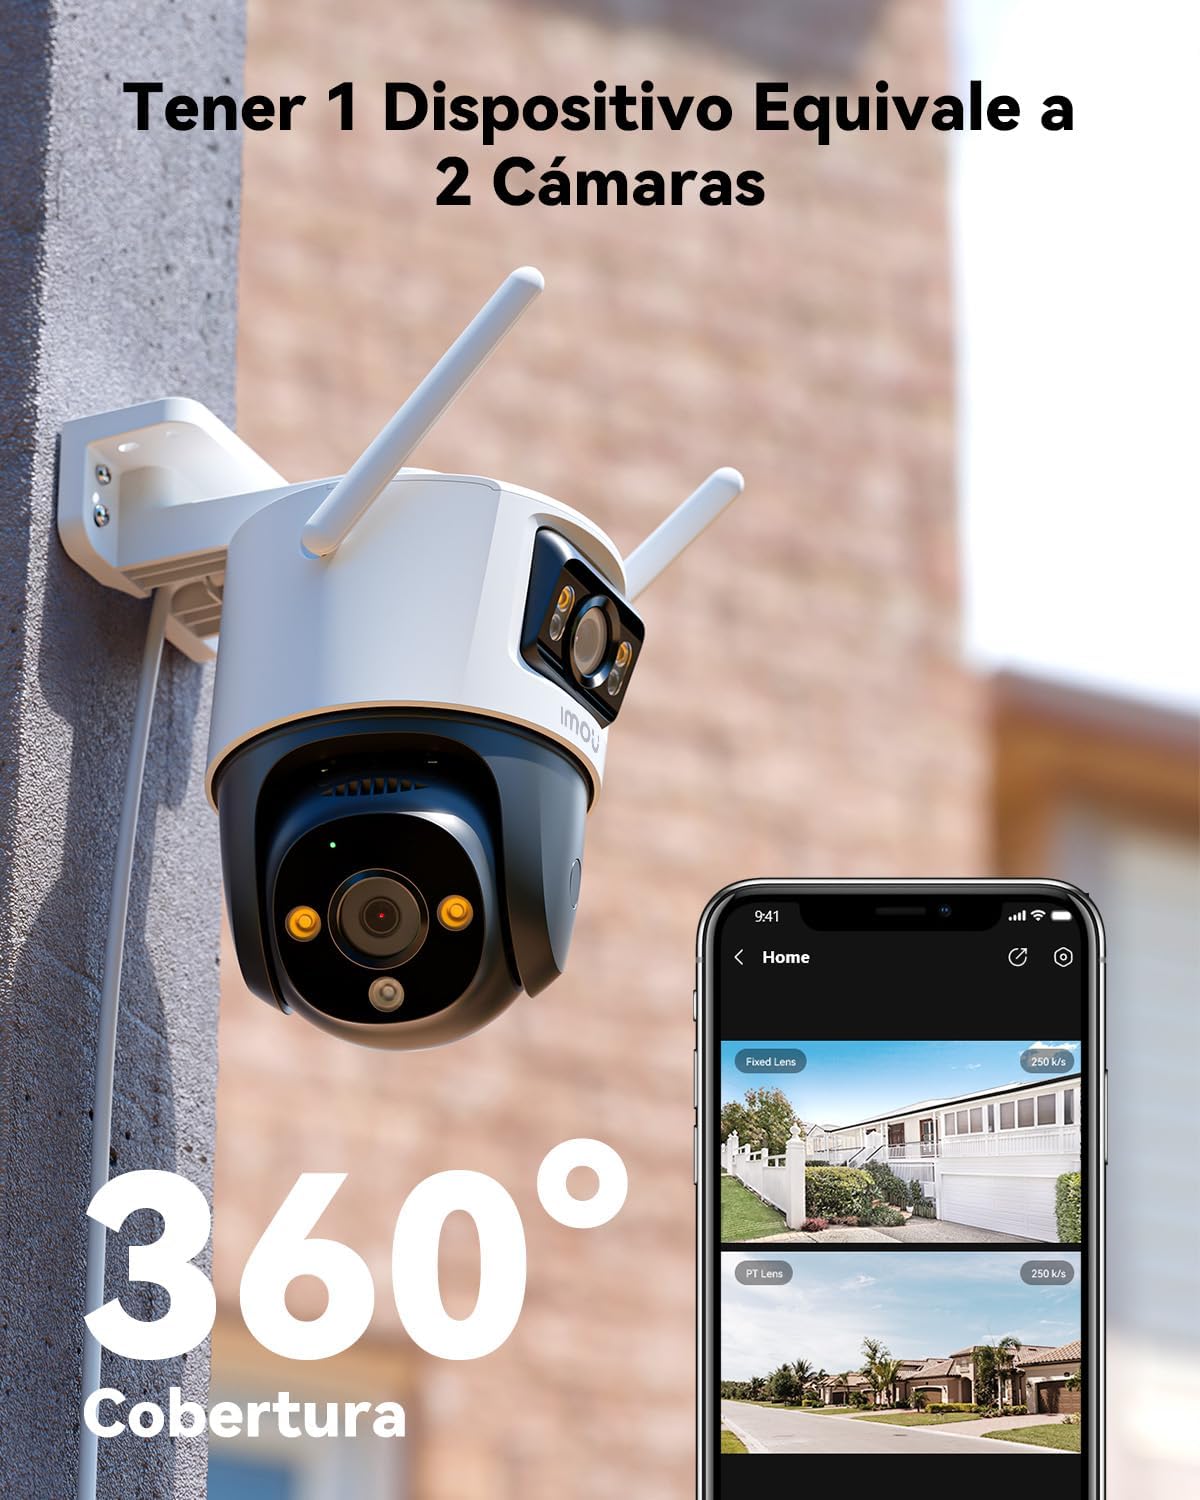 Tener 1 Dispositivo Equivale a
2 Cámaras
imou
9:41
Home
Fixed Lens
250 k/s
PT Lens
250 k/s
360°
Cobertura